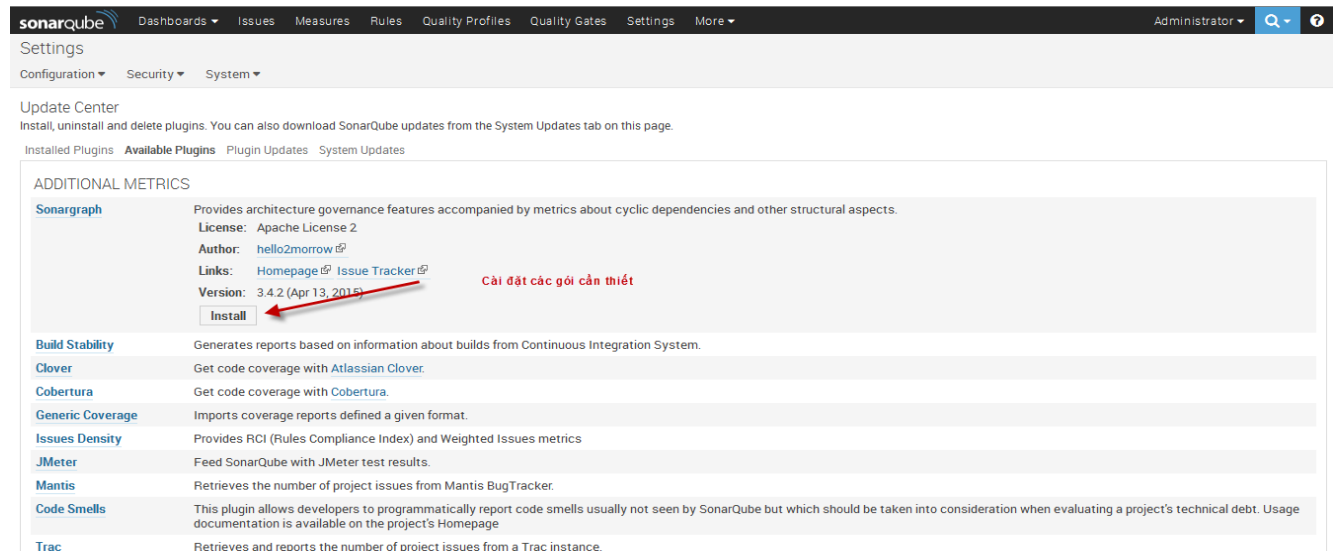 sonarqube Dashboards Issues Measures Rules Quality Profiles Quality Gates Settings More Administrator
Settings
Configuration Security System
Update Center
Install, uninstall and delete plugins. You can also download SonarQube updates from the System Updates tab on this page.
Installed Plugins Available Plugins Plugin Updates System Updates
ADDITIONAL METRICS
Sonargraph Provides architecture governance features accompanied by metrics about cyclic dependencies and other structural aspects.
License: Apache License 2
Author: hello2morrow
Links: Homepage Issue Tracker
Cài đặt các gói cần thiết
Version: 3.4.2 (Apr 13, 2015)
Install
Build Stability Generates reports based on information about builds from Continuous Integration System.
Clover Get code coverage with Atlassian Clover.
Cobertura Get code coverage with Cobertura.
Generic Coverage Imports coverage reports defined a given format.
Issues Density Provides RCI (Rules Compliance Index) and Weighted Issues metrics
JMeter Feed SonarQube with JMeter test results.
Mantis Retrieves the number of project issues from Mantis BugTracker.
Code Smells This plugin allows developers to programmatically report code smells usually not seen by SonarQube but which should be taken into consideration when evaluating a project's technical debt. Usage
documentation is available on the project's Homepage
Trac Retrieves and reports the number of project issues from a Trac instance.